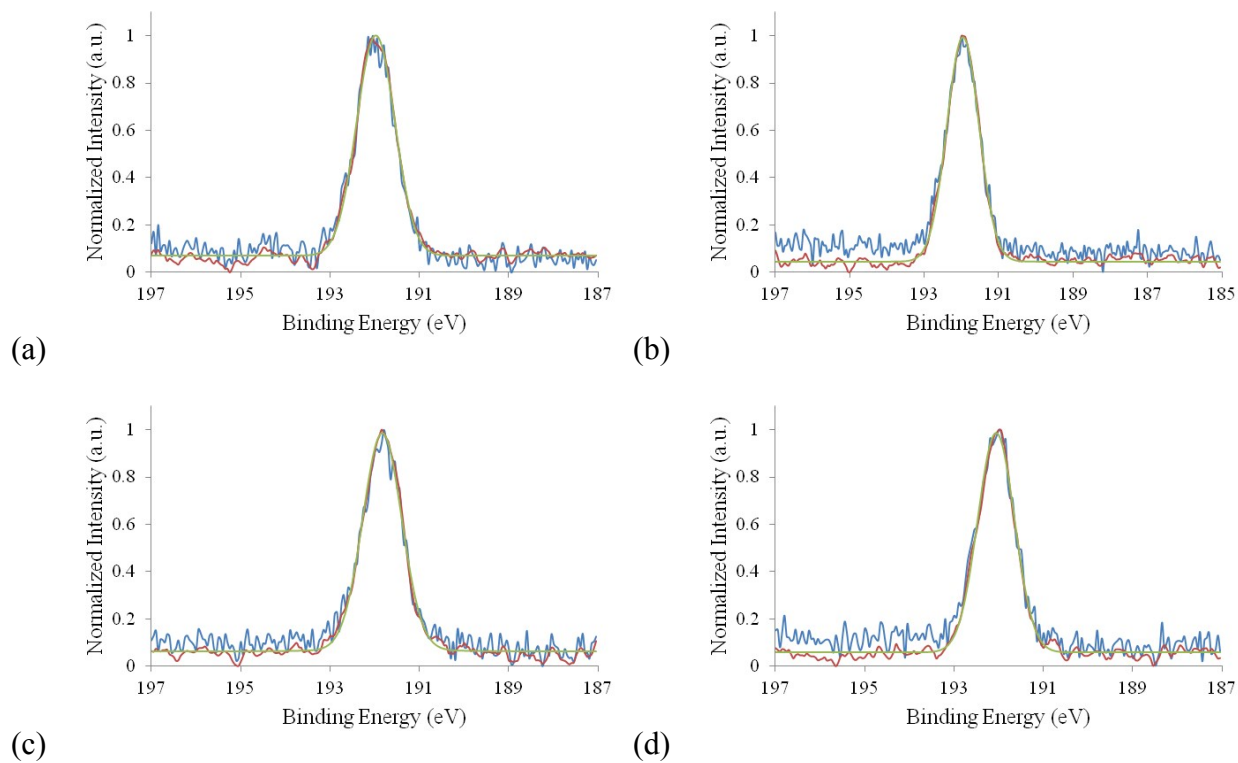 Normalized Intensity (a.u.)
1
0.8
0.6
0.4
0.2
0
197 195 193 191 189 187
Binding Energy (eV)
(a)
Normalized Intensity (a.u.)
1
0.8
0.6
0.4
0.2
0
197 195 193 191 189 187 185
Binding Energy (eV)
(b)
Normalized Intensity (a.u.)
1
0.8
0.6
0.4
0.2
0
197 195 193 191 189 187
Binding Energy (eV)
(c)
Normalized Intensity (a.u.)
1
0.8
0.6
0.4
0.2
0
197 195 193 191 189 187
Binding Energy (eV)
(d)